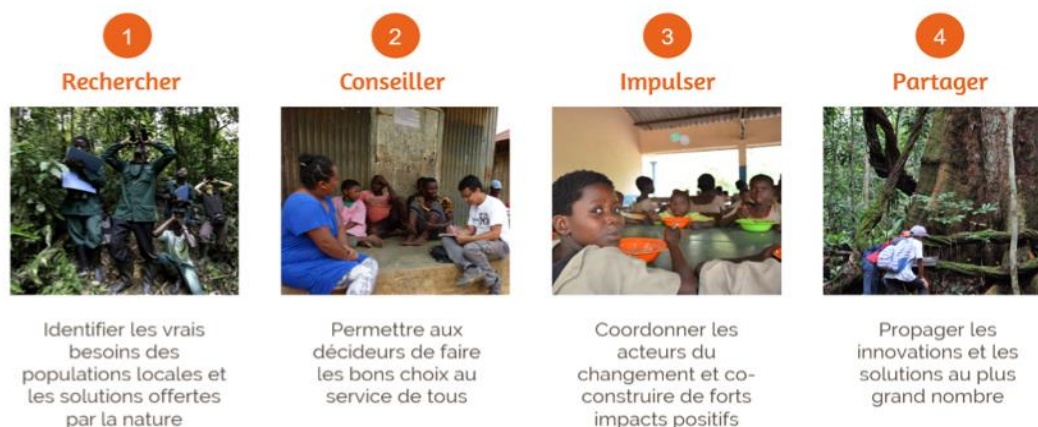 1
Rechercher
Identifier les vrais
besoins des
populations locales et
les solutions offertes
par la nature
2
Conseiller
Permettre aux
décideurs de faire
les bons choix au
service de tous
3
Impulser
Coordonner les
acteurs du
changement et co-
construire de forts
impacts positifs
4
Partager
Propager les
innovations et les
solutions au plus
grand nombre